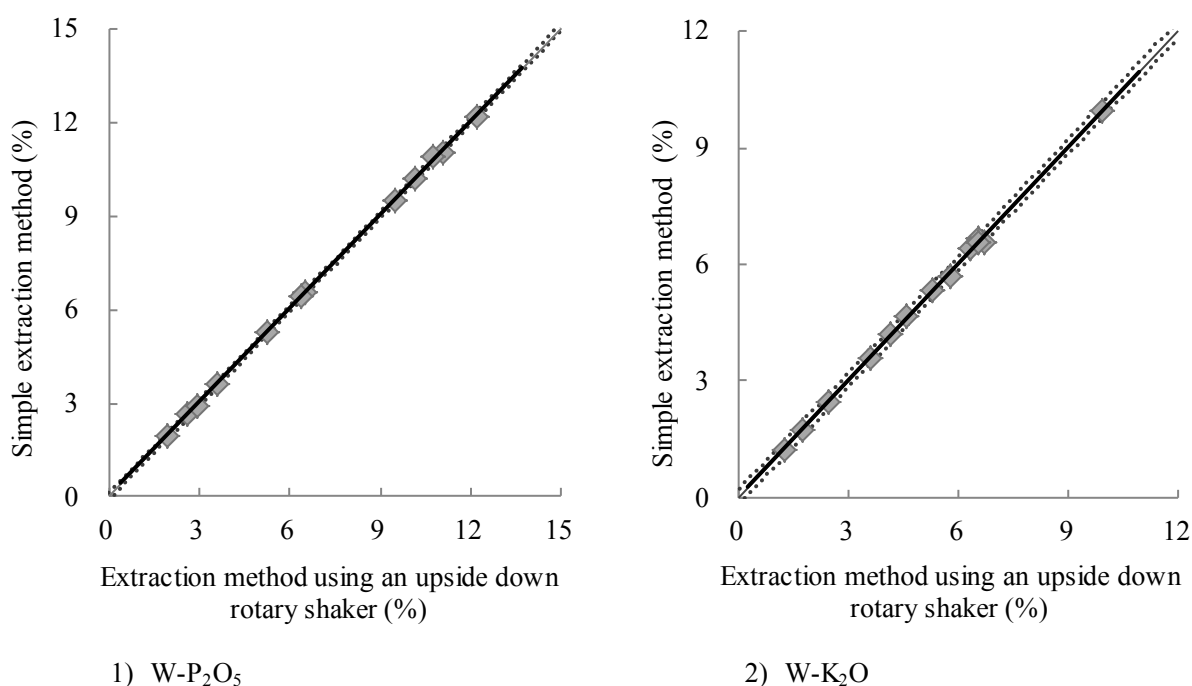 15
12
9
6
3
0
Simple extraction method (%)
0 3 6 9 12 15
Extraction method using an upside down
rotary shaker (%)
1) W-P₂O₅
12
9
6
3
0
Simple extraction method (%)
0 3 6 9 12
Extraction method using an upside down
rotary shaker (%)
2) W-K₂O